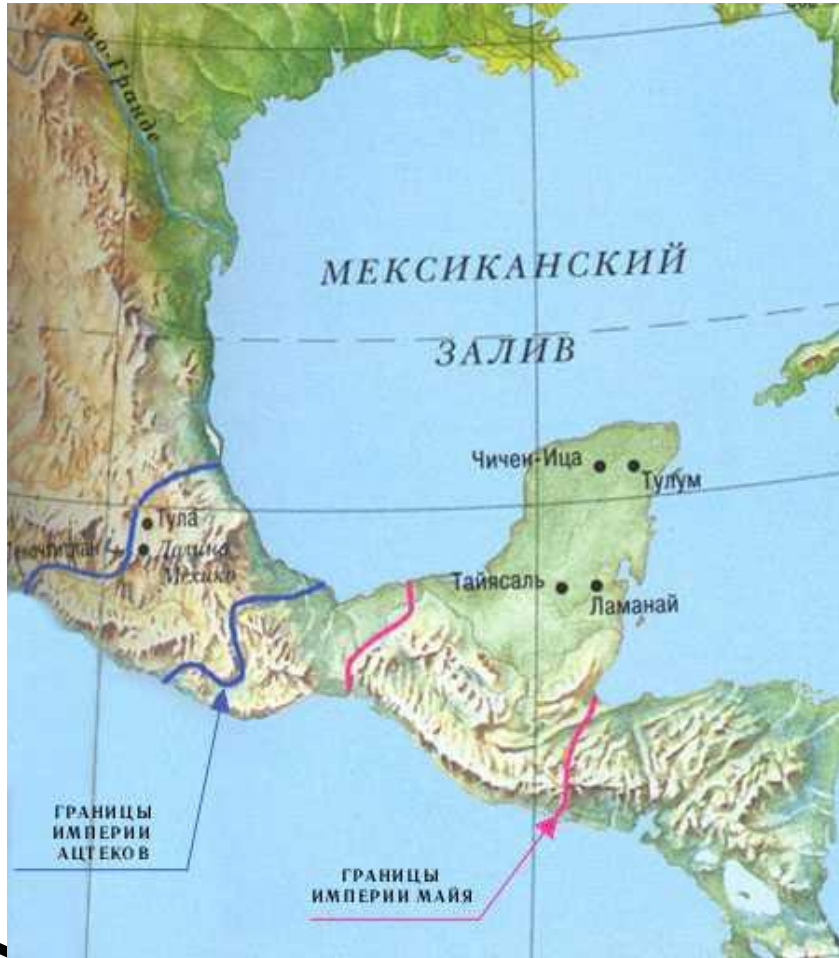 Рио-Гранде
МЕКСИКАНСКИЙ
ЗАЛИВ
Чичен-Ица
Тулум
Тула
Долина
Мехико
Тайясаль
Ламанай
ГРАНИЦЫ
ИМПЕРИИ
АЦТЕКОВ
ГРАНИЦЫ
ИМПЕРИИ МАЙЯ